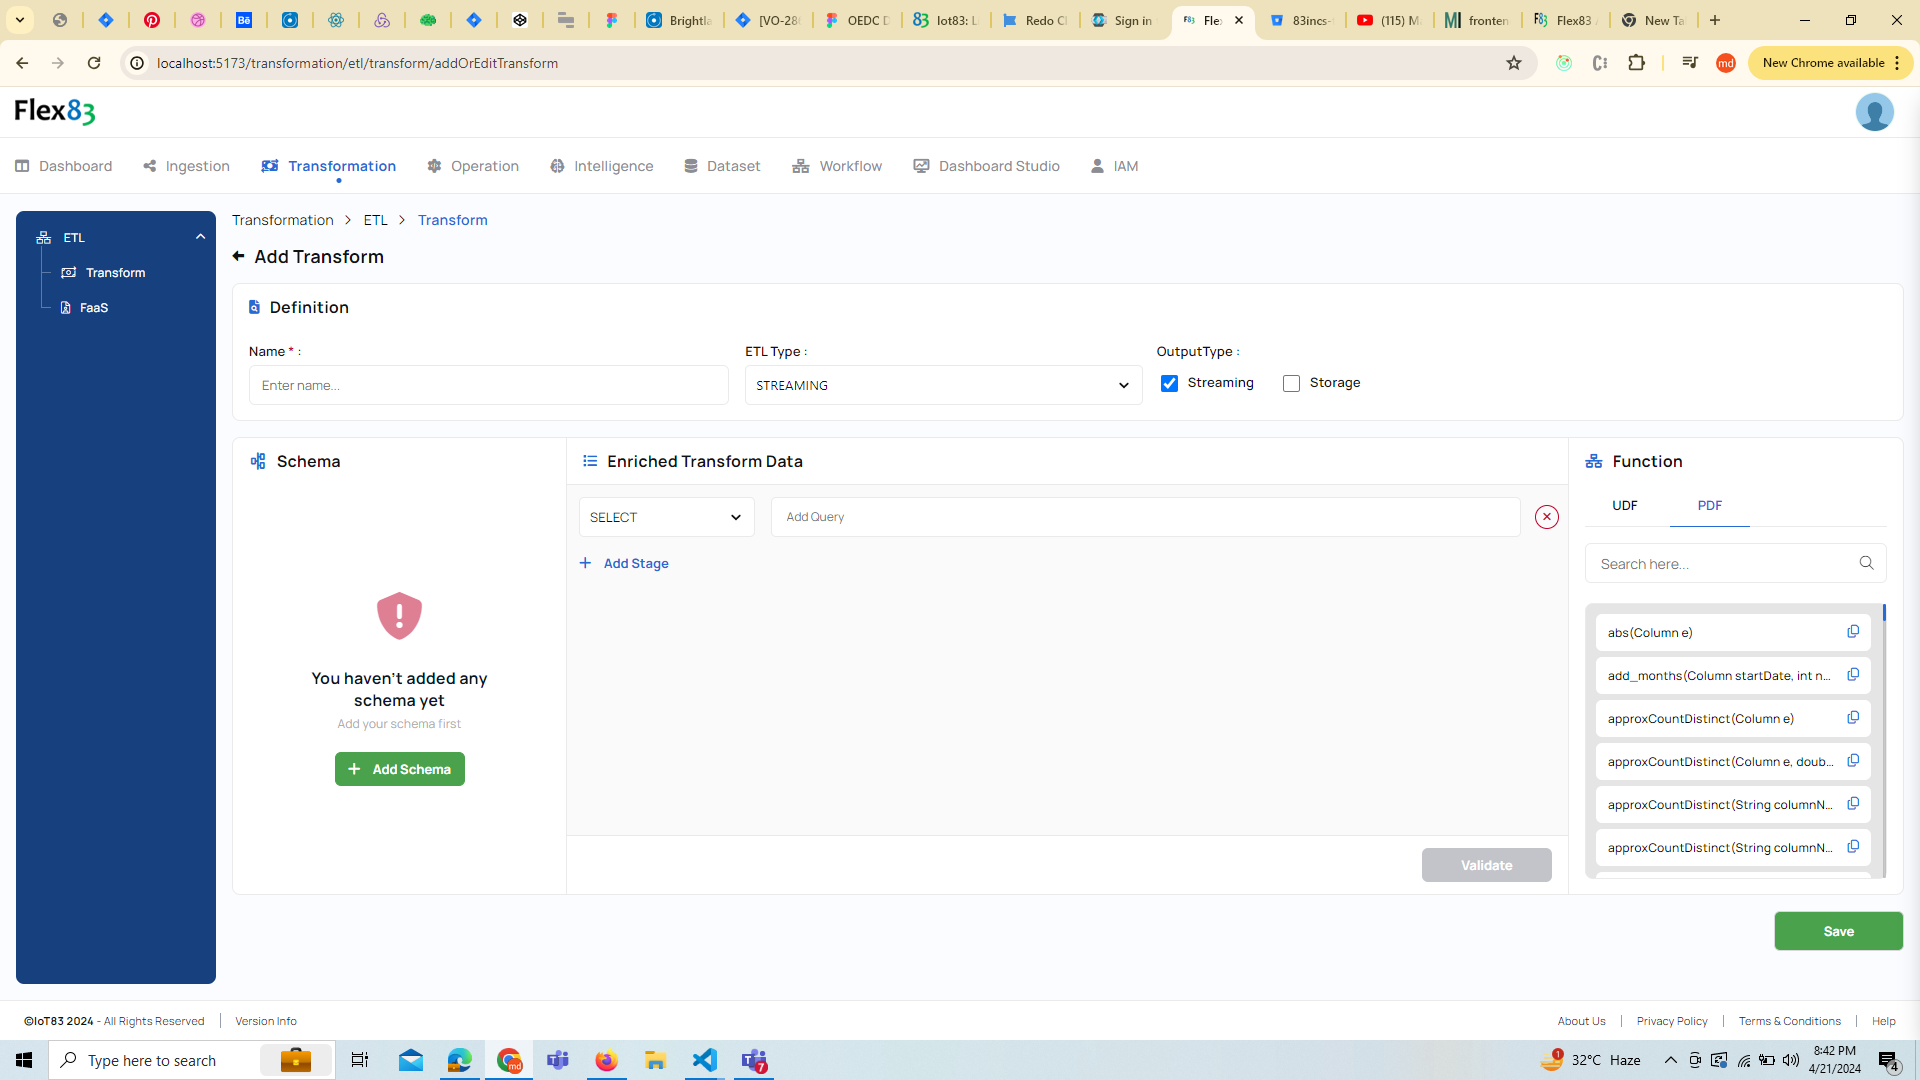 Brightla
[VO-286
OEDC D
Iot83: L
Redo Cl
Sign in
Flex
83incs-
(115) M
fronten
Flex83
New Ta
localhost:5173/transformation/etl/transform/addOrEditTransform
md
New Chrome available
Flex83
Dashboard
Ingestion
Transformation
Operation
Intelligence
Dataset
Workflow
Dashboard Studio
IAM
ETL
Transform
FaaS
Transformation > ETL > Transform
Add Transform
Definition
Name * :
Enter name...
ETL Type :
STREAMING
OutputType :
Streaming
Storage
Schema
You haven't added any
schema yet
Add your schema first
+ Add Schema
Enriched Transform Data
SELECT
Add Query
+ Add Stage
Validate
Function
UDF
PDF
Search here...
abs(Column e)
add_months(Column startDate, int n...
approxCountDistinct(Column e)
approxCountDistinct(Column e, doub...
approxCountDistinct(String columnN...
approxCountDistinct(String columnN...
Save
©IoT83 2024 - All Rights Reserved
Version Info
About Us
Privacy Policy
Terms & Conditions
Help
Type here to search
32°C Haze
8:42 PM
4/21/2024